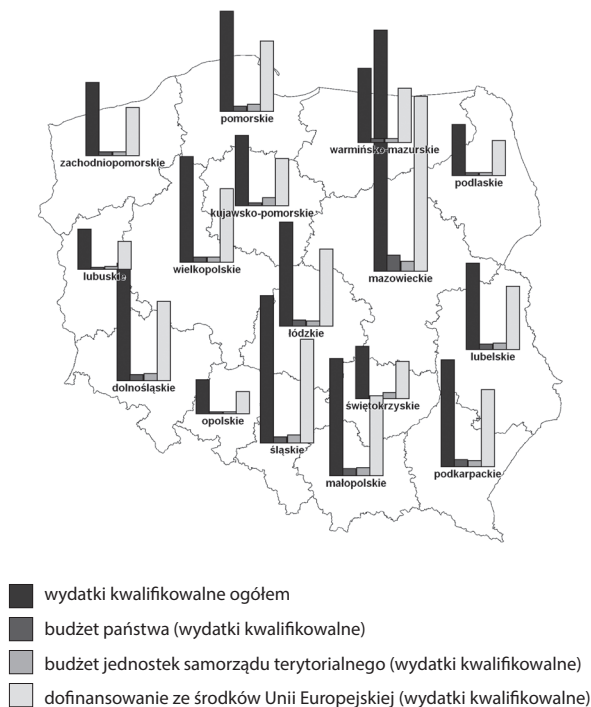 pomorskie
zachodniopomorskie
warmińsko-mazurskie
podlaskie
kujawsko-pomorskie
wielkopolskie
mazowieckie
lubuskie
łódzkie
lubelskie
dolnośląskie
świętokrzyskie
opolskie
śląskie
podkarpackie
małopolskie
wydatki kwalifikowalne ogółem
budżet państwa (wydatki kwalifikowalne)
budżet jednostek samorządu terytorialnego (wydatki kwalifikowalne)
dofinansowanie ze środków Unii Europejskiej (wydatki kwalifikowalne)